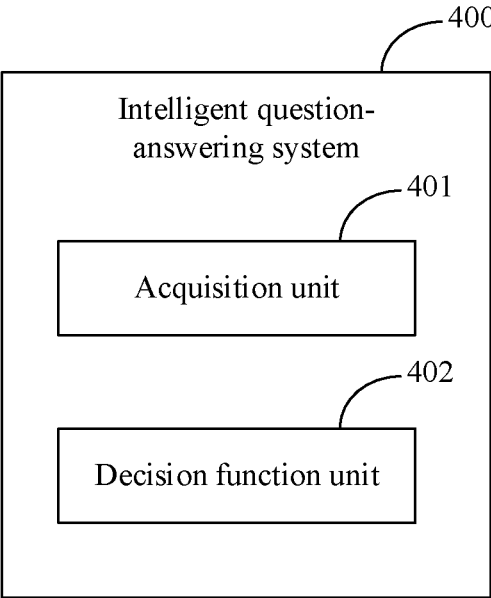 400
Intelligent question-
answering system
401
Acquisition unit
402
Decision function unit